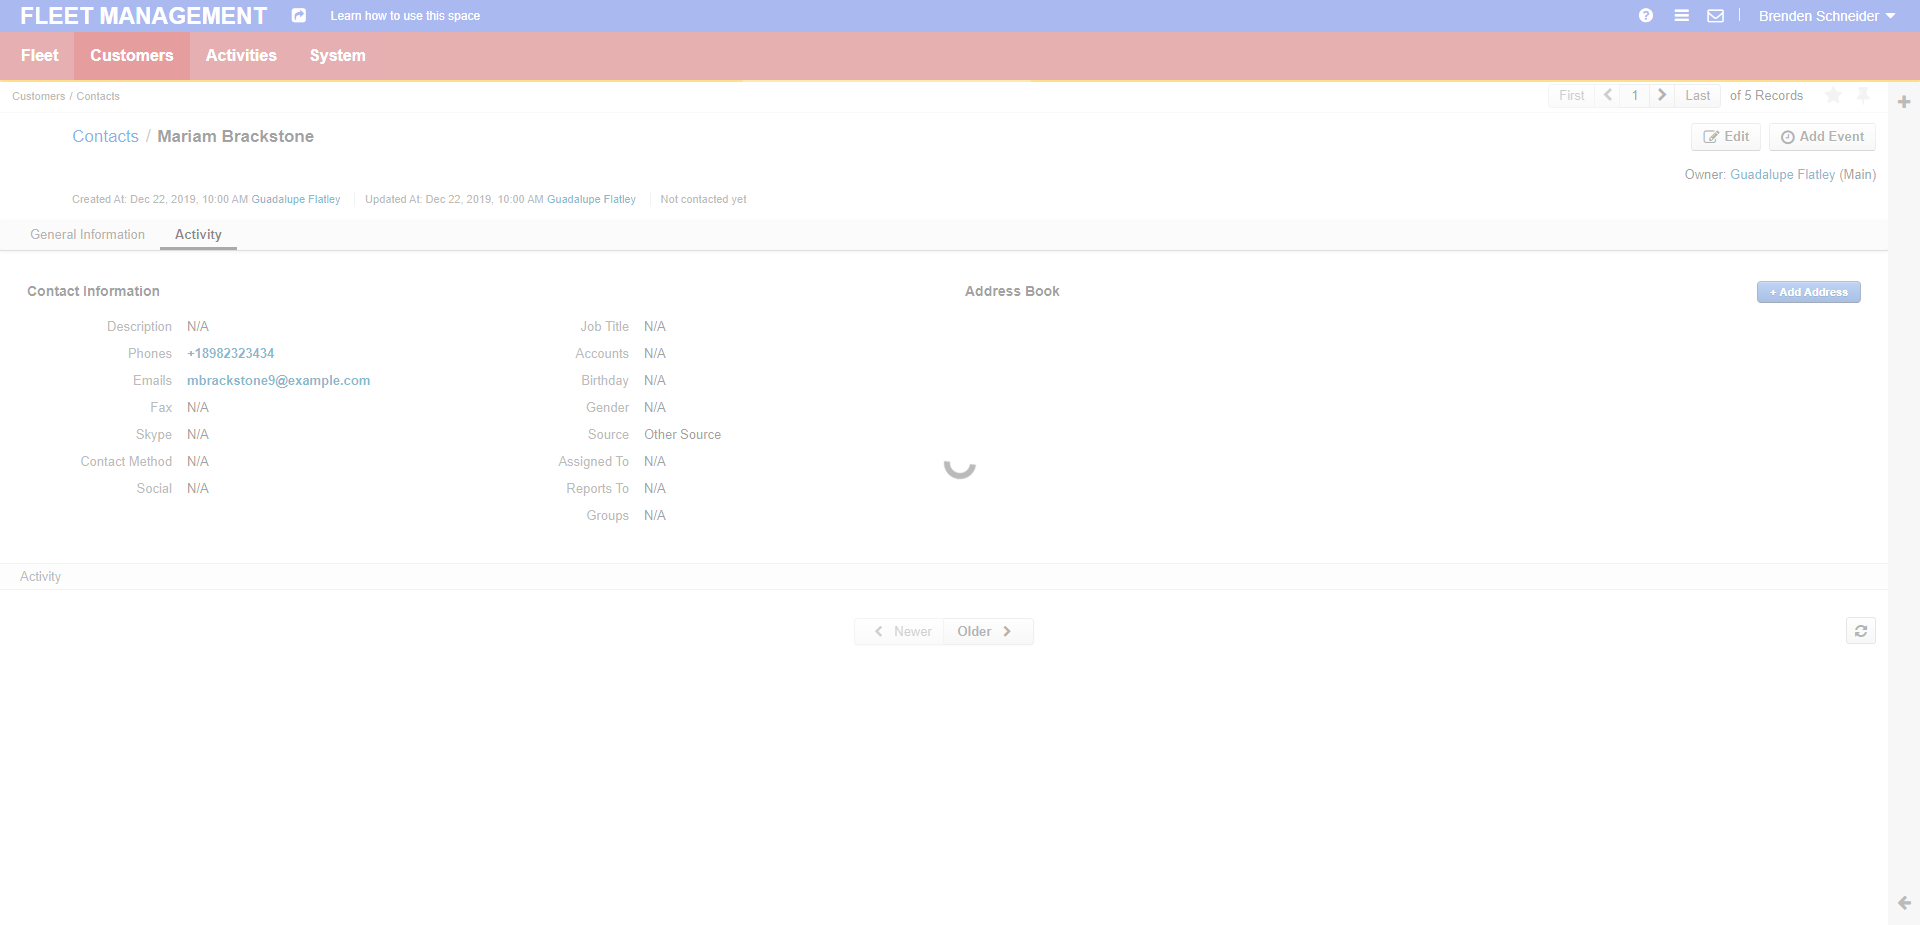 FLEET MANAGEMENT Learn how to use this space Brenden Schneider
Fleet Customers Activities System
Customers / Contacts First 1 Last of 5 Records
Contacts / Mariam Brackstone Edit Add Event
Owner: Guadalupe Flatley (Main)
Created At: Dec 22, 2019, 10:00 AM Guadalupe Flatley Updated At: Dec 22, 2019, 10:00 AM Guadalupe Flatley Not contacted yet
General Information Activity
Contact Information Address Book + Add Address
Description N/A Job Title N/A
Phones +18982323434 Accounts N/A
Emails mbrackstone9@example.com Birthday N/A
Fax N/A Gender N/A
Skype N/A Source Other Source
Contact Method N/A Assigned To N/A
Social N/A Reports To N/A
Groups N/A
Activity
Newer Older